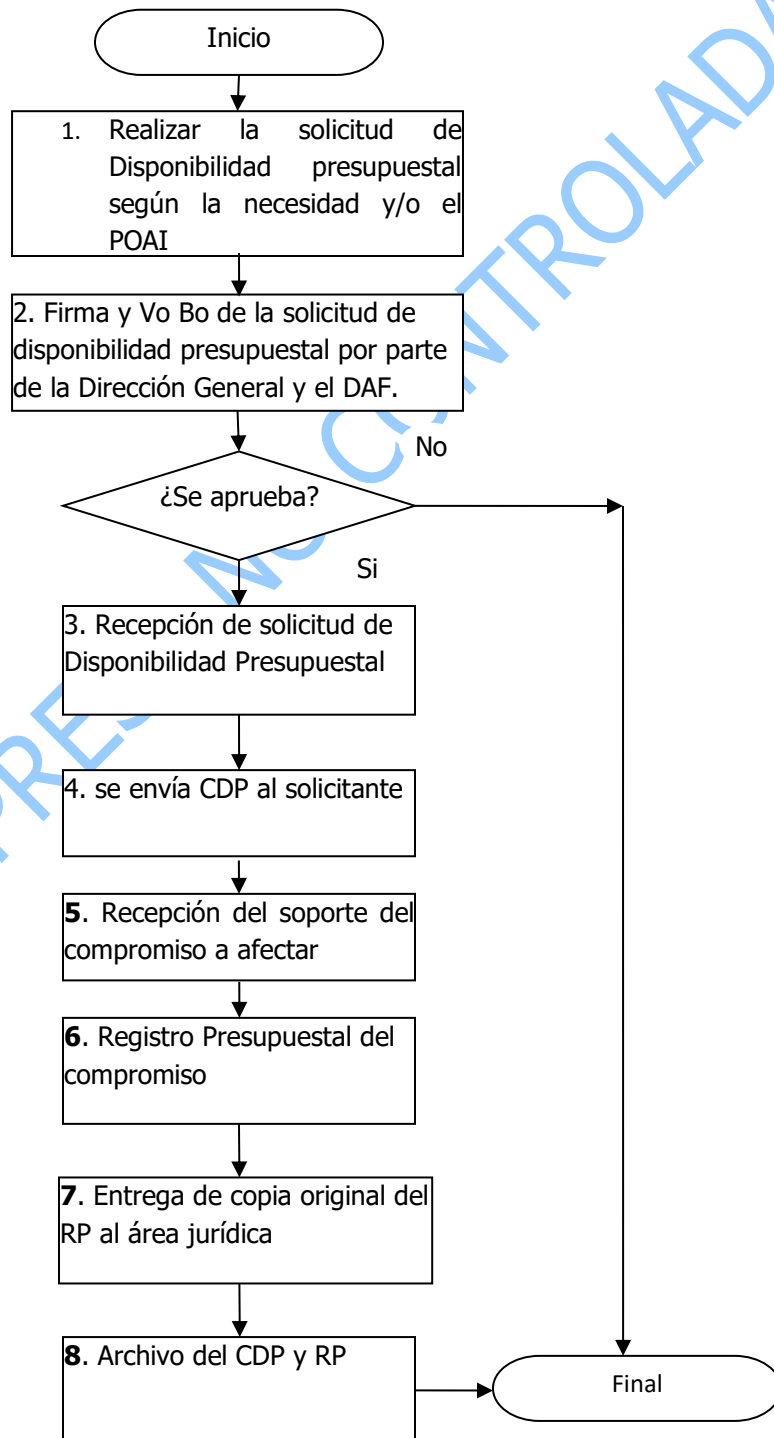 Inicio
1. Realizar la solicitud de
Disponibilidad presupuestal
según la necesidad y/o el
POAI
2. Firma y Vo Bo de la solicitud de
disponibilidad presupuestal por parte
de la Dirección General y el DAF.
No
¿Se aprueba?
Si
3. Recepción de solicitud de
Disponibilidad Presupuestal
4. se envía CDP al solicitante
5. Recepción del soporte del
compromiso a afectar
6. Registro Presupuestal del
compromiso
7. Entrega de copia original del
RP al área jurídica
8. Archivo del CDP y RP
Final